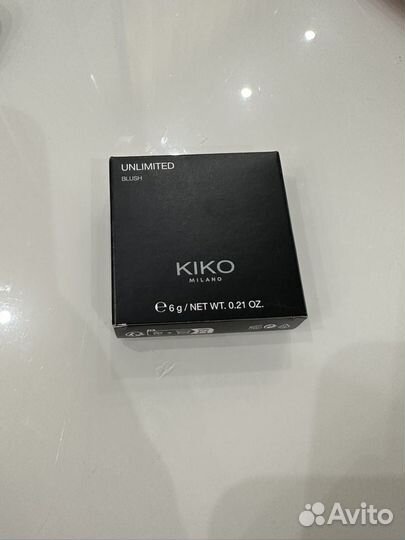 UNLIMITED
BLUSH
KIKO
MILANO
℮ 6 g / NET WT. 0.21 OZ.
Avito